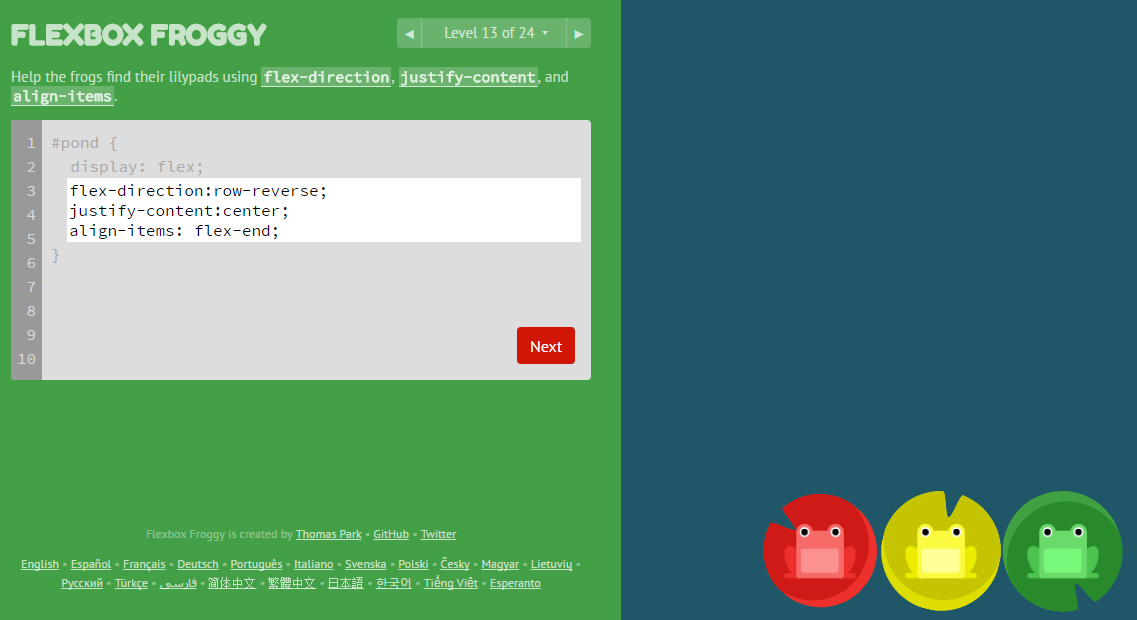 FLEXBOX FROGGY
◀ Level 13 of 24 ▾ ▶
Help the frogs find their lilypads using flex-direction, justify-content, and
align-items.
1 #pond {
2 display: flex;
3 flex-direction:row-reverse;
4 justify-content:center;
5 align-items: flex-end;
6 }
7
8
9
10
Next
Flexbox Froggy is created by Thomas Park • GitHub • Twitter
English • Español • Français • Deutsch • Português • Italiano • Svenska • Polski • Česky • Magyar • Lietuvių •
Русский • Türkçe • فارسی • 简体中文 • 繁體中文 • 日本語 • 한국어 • Tiếng Việt • Esperanto